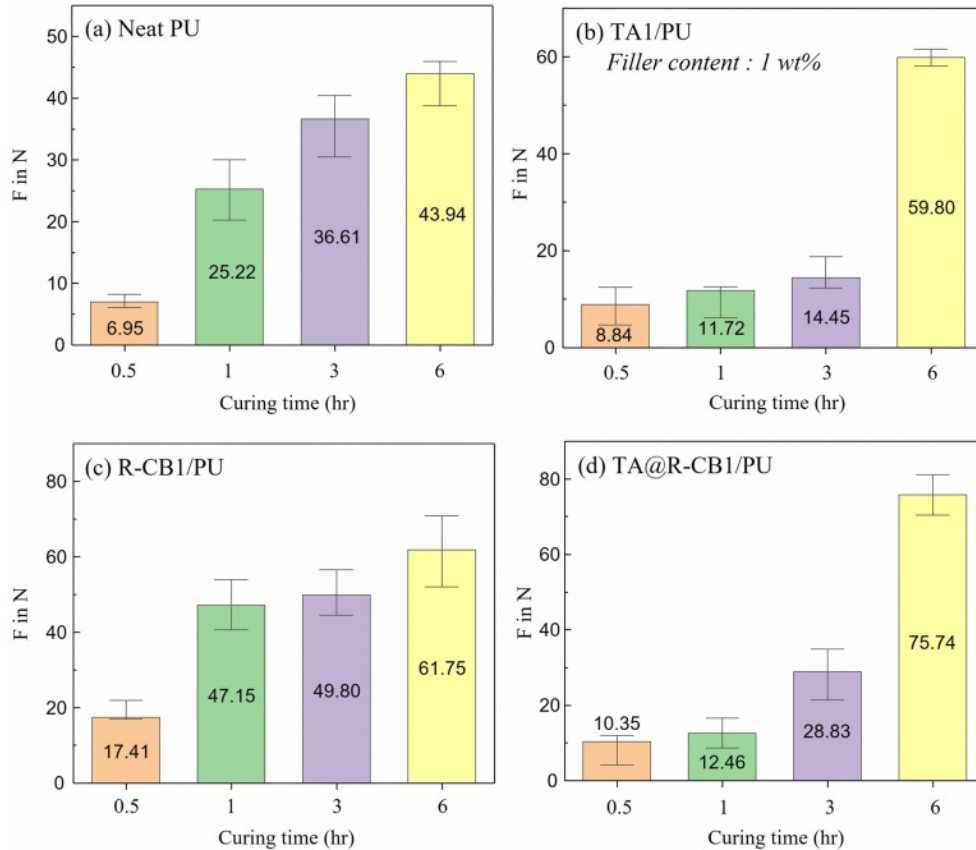 (a) Neat PU
F in N
50
40
30
20
10
0
6.95
25.22
36.61
43.94
0.5 1 3 6
Curing time (hr)
(b) TA1/PU
Filler content : 1 wt%
F in N
60
40
20
0
8.84
11.72
14.45
59.80
0.5 1 3 6
Curing time (hr)
(c) R-CB1/PU
F in N
80
60
40
20
0
17.41
47.15
49.80
61.75
0.5 1 3 6
Curing time (hr)
(d) TA@R-CB1/PU
F in N
80
60
40
20
0
10.35
12.46
28.83
75.74
0.5 1 3 6
Curing time (hr)